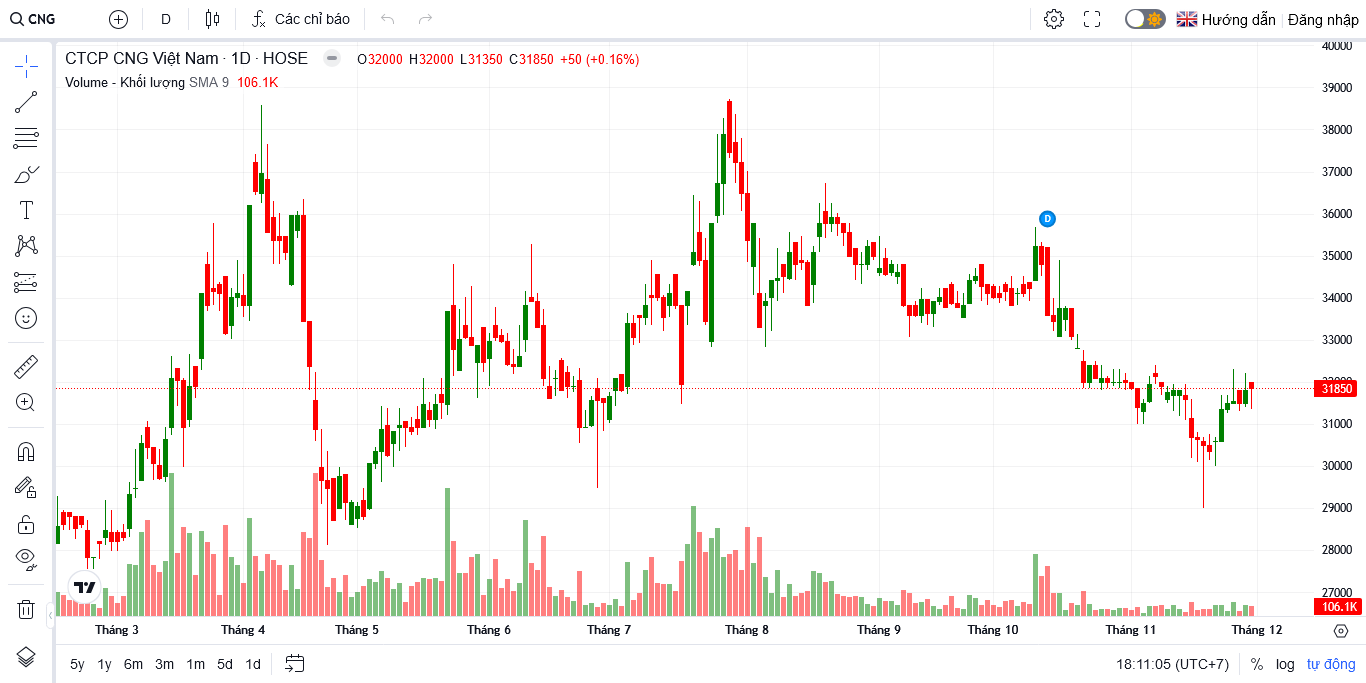 CNG D Các chỉ báo Hướng dẫn Đăng nhập
CTCP CNG Việt Nam · 1D · HOSE O32000 H32000 L31350 C31850 +50 (+0.16%)
Volume - Khối lượng SMA 9 106.1K
40000
39000
38000
37000
36000
D
35000
34000
33000
32000
31850
31000
30000
29000
28000
27000
106.1K
Tháng 3 Tháng 4 Tháng 5 Tháng 6 Tháng 7 Tháng 8 Tháng 9 Tháng 10 Tháng 11 Tháng 12
5y 1y 6m 3m 1m 5d 1d 18:11:05 (UTC+7) % log tự động